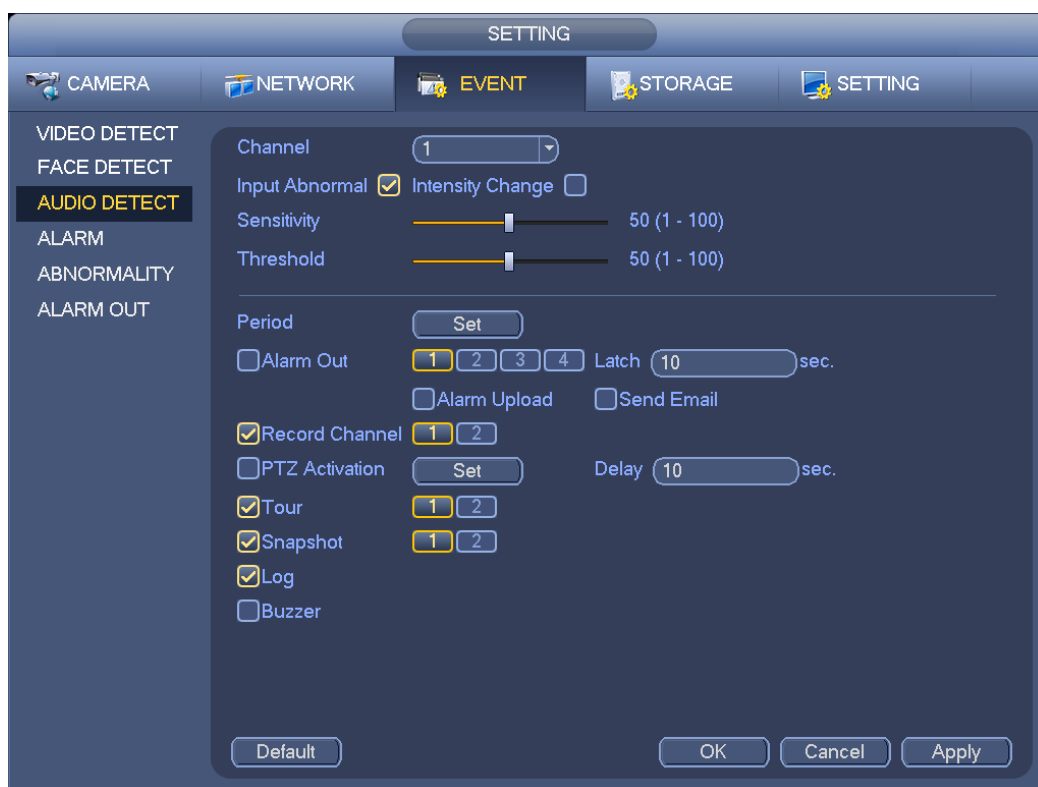 SETTING
CAMERA NETWORK EVENT STORAGE SETTING
VIDEO DETECT
FACE DETECT
AUDIO DETECT
ALARM
ABNORMALITY
ALARM OUT
Channel 1
Input Abnormal Intensity Change
Sensitivity 50 (1 - 100)
Threshold 50 (1 - 100)
Period Set
Alarm Out 1 2 3 4 Latch 10 sec.
Alarm Upload Send Email
Record Channel 1 2
PTZ Activation Set Delay 10 sec.
Tour 1 2
Snapshot 1 2
Log
Buzzer
Default OK Cancel Apply